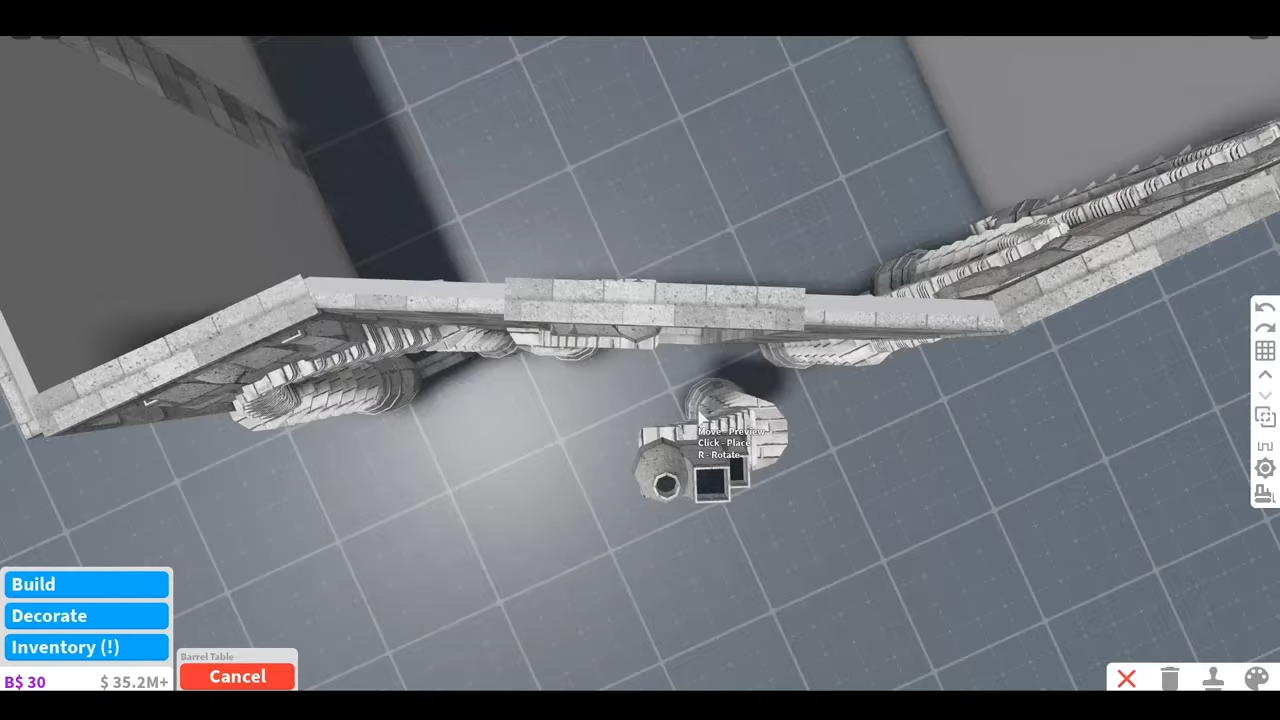 Move - Preview
Click - Place
R - Rotate
Build
Decorate
Inventory (!)
B$ 30
$ 35.2M+
Barrel Table
Cancel